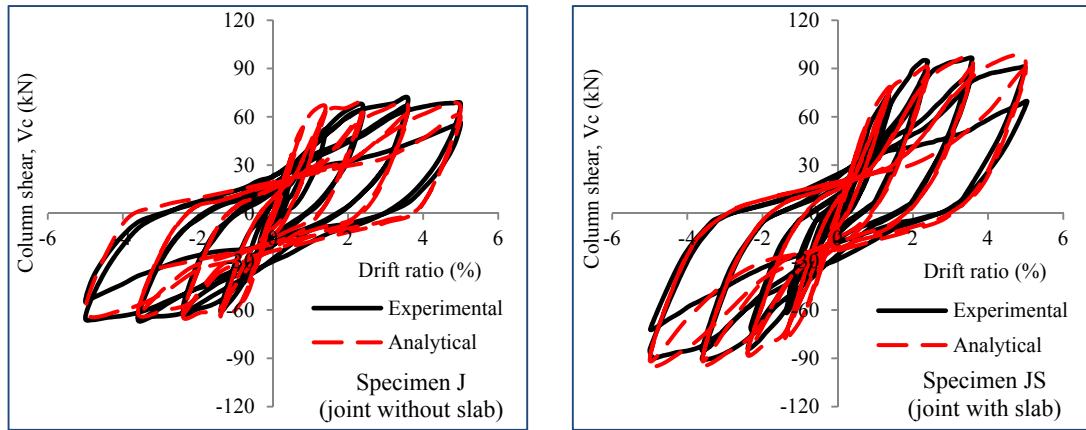 120
90
60
30
0
-30
-60
-90
-120
-6
-4
-2
0
2
4
6
Column shear, Vc (kN)
Drift ratio (%)
Experimental
Analytical
Specimen J
(joint without slab)
120
90
60
30
0
-30
-60
-90
-120
-6
-4
-2
0
2
4
6
Column shear, Vc (kN)
Drift ratio (%)
Experimental
Analytical
Specimen JS
(joint with slab)